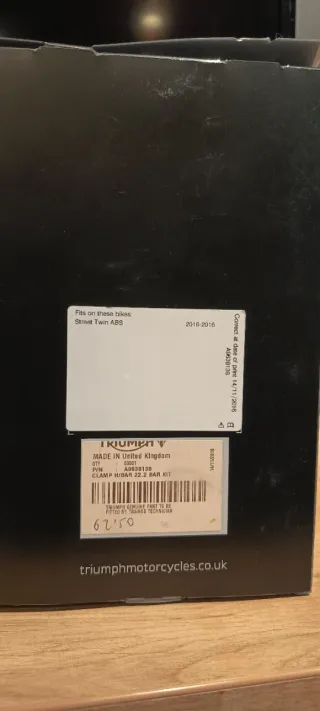 Fits on these bikes:
Street Twin ABS 2016-2016
Correct at date of print 14/11/2016
A9638138
TRIUMPH
MADE IN United Kingdom
QTY : 00001
P/N A9638138
CLAMP H/BAR 22.2 BAR KIT
TRIUMPH GENUINE PART TO BE
FITTED BY TRAINED TECHNICIAN
62'50
triumphmotorcycles.co.uk